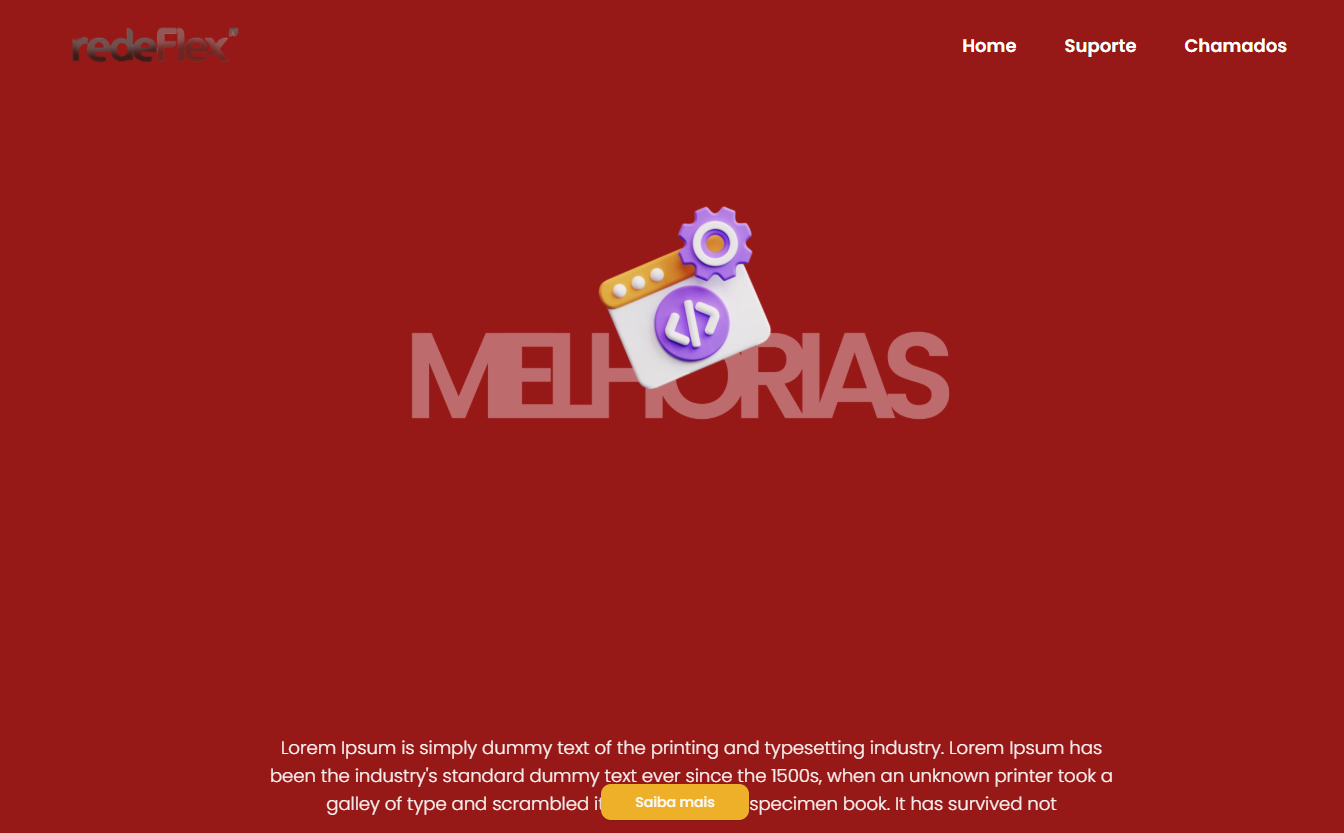 redeFlex
Home Suporte Chamados
MELHORIAS
Lorem Ipsum is simply dummy text of the printing and typesetting industry. Lorem Ipsum has
been the industry's standard dummy text ever since the 1500s, when an unknown printer took a
galley of type and scrambled it specimen book. It has survived not
Saiba mais